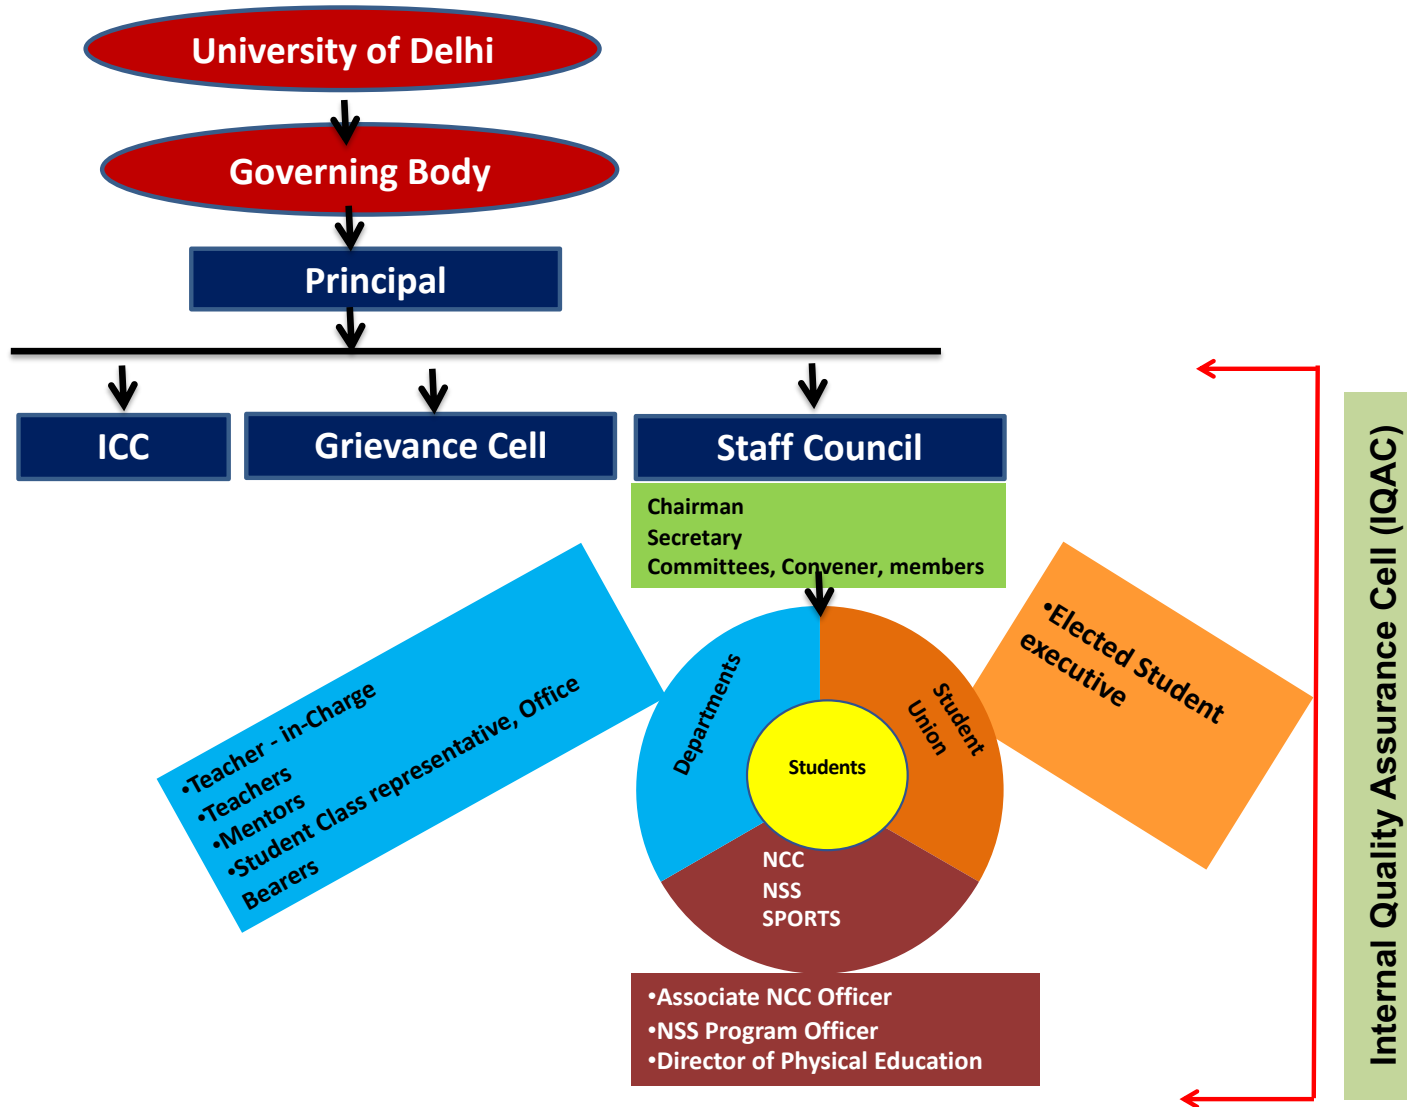 University of Delhi
Governing Body
Principal
ICC
Grievance Cell
Staff Council
Chairman
Secretary
Committees, Convener, members
•Teacher - in-Charge
•Teachers
•Mentors
•Student Class representative, Office
Bearers
Departments
Student
Union
Students
NCC
NSS
SPORTS
•Elected Student
executive
•Associate NCC Officer
•NSS Program Officer
•Director of Physical Education
Internal Quality Assurance Cell (IQAC)